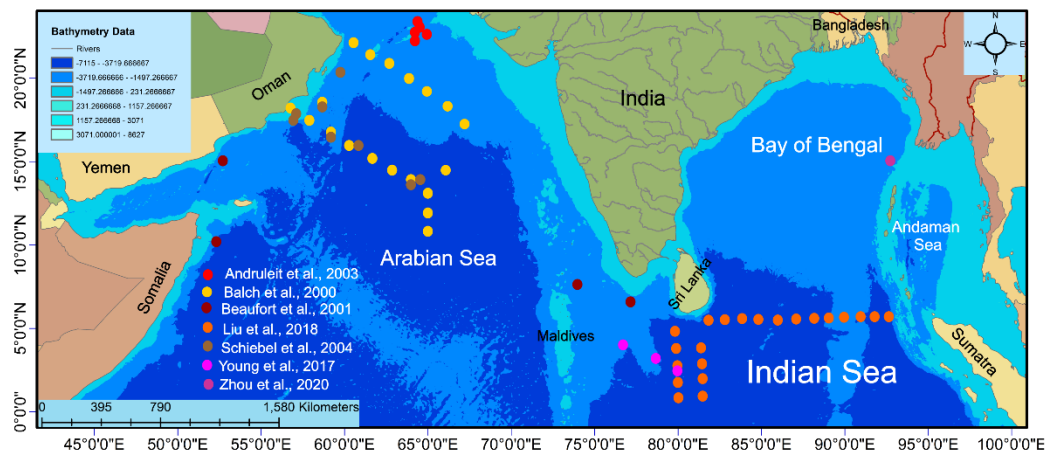 Bathymetry Data
Rivers
-7115 - -3719.666667
-3719.666666 - -1497.266667
-1497.266666 - 231.2666667
231.2666668 - 1157.266667
1157.266668 - 3071
3071.000001 - 8627
Bangladesh
N
W E
S
Oman
India
Yemen
Bay of Bengal
Andaman
Sea
Arabian Sea
Somalia
Sri Lanka
Maldives
Sumatra
Indian Sea
Andruleit et al., 2003
Balch et al., 2000
Beaufort et al., 2001
Liu et al., 2018
Schiebel et al., 2004
Young et al., 2017
Zhou et al., 2020
0 395 790 1,580 Kilometers
20°0'0"N
15°0'0"N
10°0'0"N
5°0'0"N
0°0'0"
45°0'0"E 50°0'0"E 55°0'0"E 60°0'0"E 65°0'0"E 70°0'0"E 75°0'0"E 80°0'0"E 85°0'0"E 90°0'0"E 95°0'0"E 100°0'0"E